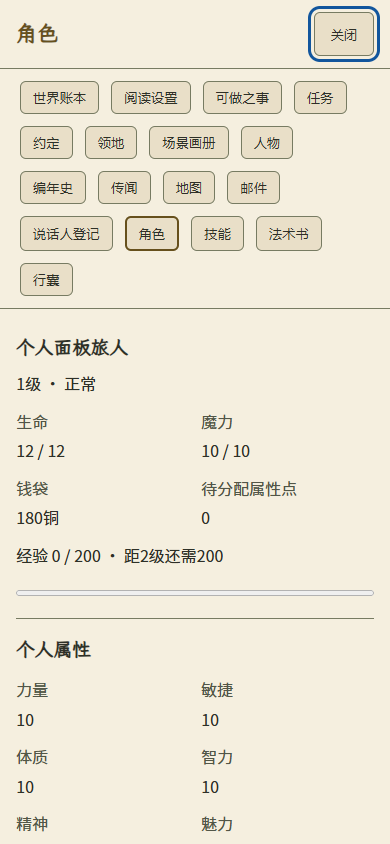 角色 关闭
世界账本 阅读设置 可做之事 任务
约定 领地 场景画册 人物
编年史 传闻 地图 邮件
说话人登记 角色 技能 法术书
行囊
个人面板旅人
1级 · 正常
生命 魔力
12 / 12 10 / 10
钱袋 待分配属性点
180铜 0
经验 0 / 200 · 距2级还需200
个人属性
力量 敏捷
10 10
体质 智力
10 10
精神 魅力